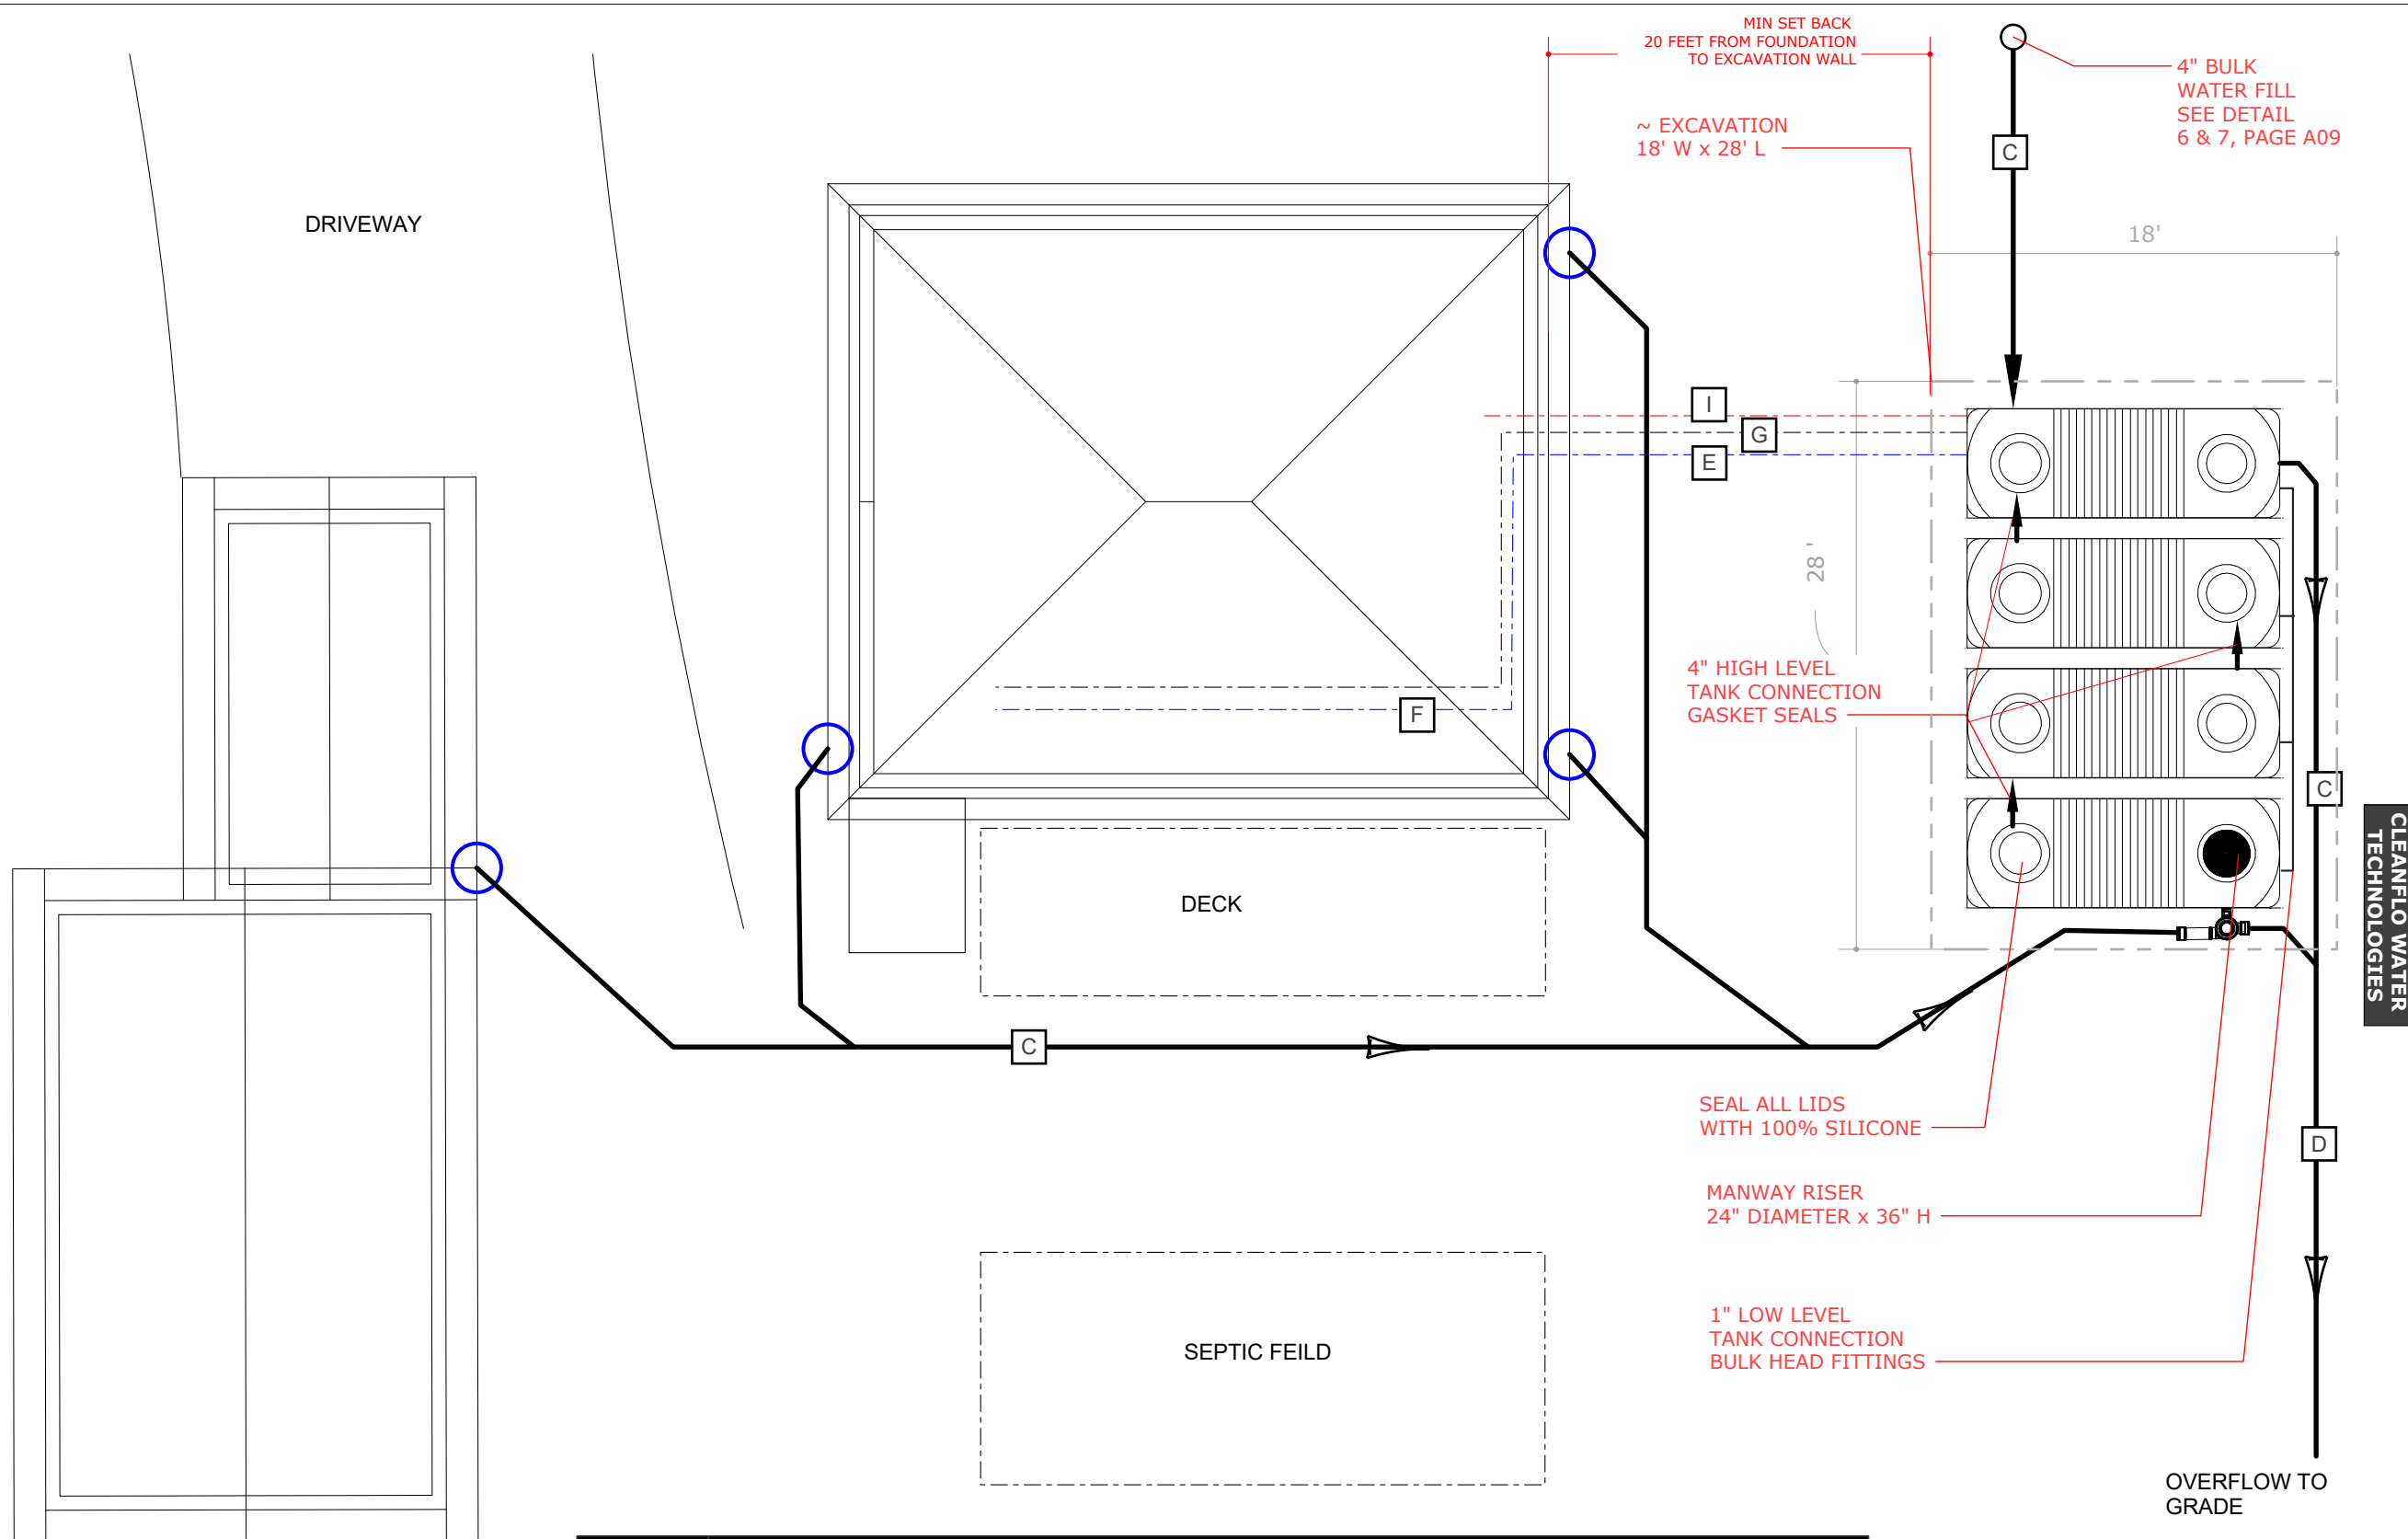 MIN SET BACK
20 FEET FROM FOUNDATION
TO EXCAVATION WALL
4" BULK
WATER FILL
SEE DETAIL
6 & 7, PAGE A09
~ EXCAVATION
18' W x 28' L
C
DRIVEWAY
18'
I
G
E
28 '
4" HIGH LEVEL
TANK CONNECTION
GASKET SEALS
F
C
CLEANFLO WATER
TECHNOLOGIES
DECK
C
SEAL ALL LIDS
WITH 100% SILICONE
D
MANWAY RISER
24" DIAMETER x 36" H
1" LOW LEVEL
TANK CONNECTION
BULK HEAD FITTINGS
SEPTIC FEILD
OVERFLOW TO
GRADE